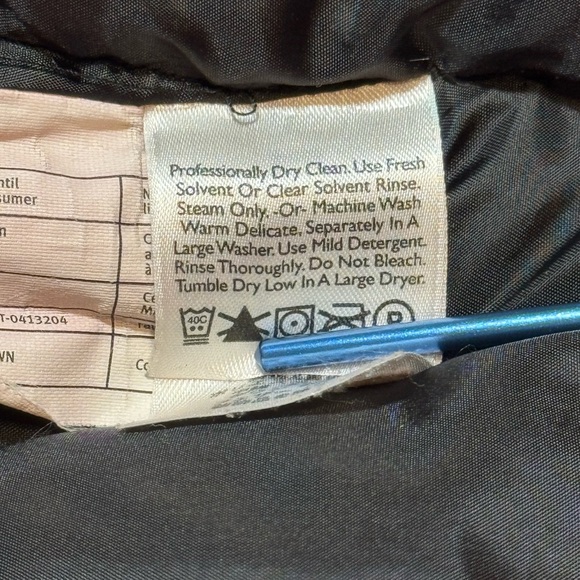 Professionally Dry Clean. Use Fresh
Solvent Or Clear Solvent Rinse.
Steam Only. -Or- Machine Wash
Warm Delicate, Separately In A
Large Washer. Use Mild Detergent.
Rinse Thoroughly. Do Not Bleach.
Tumble Dry Low In A Large Dryer.
40C
P
ntil
sumer
T-0413204
WN